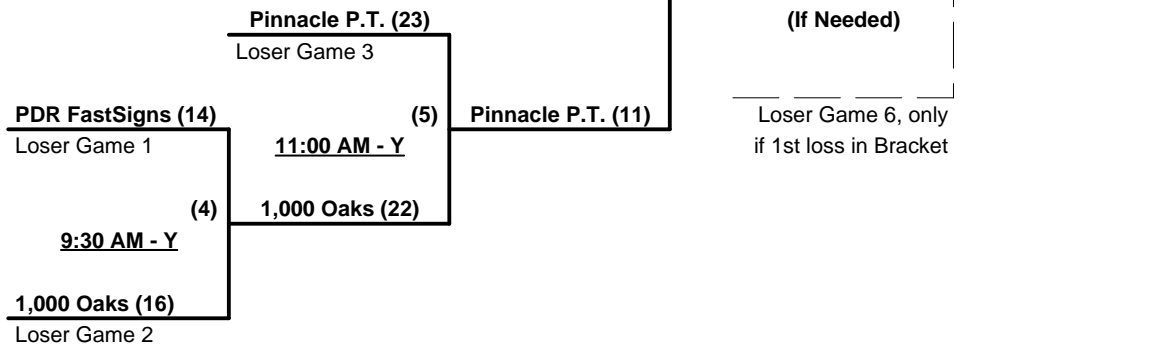 Pinnacle P.T. (23)
(If Needed)
Loser Game 3
PDR FastSigns (14)
(5)
Pinnacle P.T. (11)
Loser Game 6, only
Loser Game 1
11:00 AM - Y
if 1st loss in Bracket
(4)
1,000 Oaks (22)
9:30 AM - Y
1,000 Oaks (16)
Loser Game 2